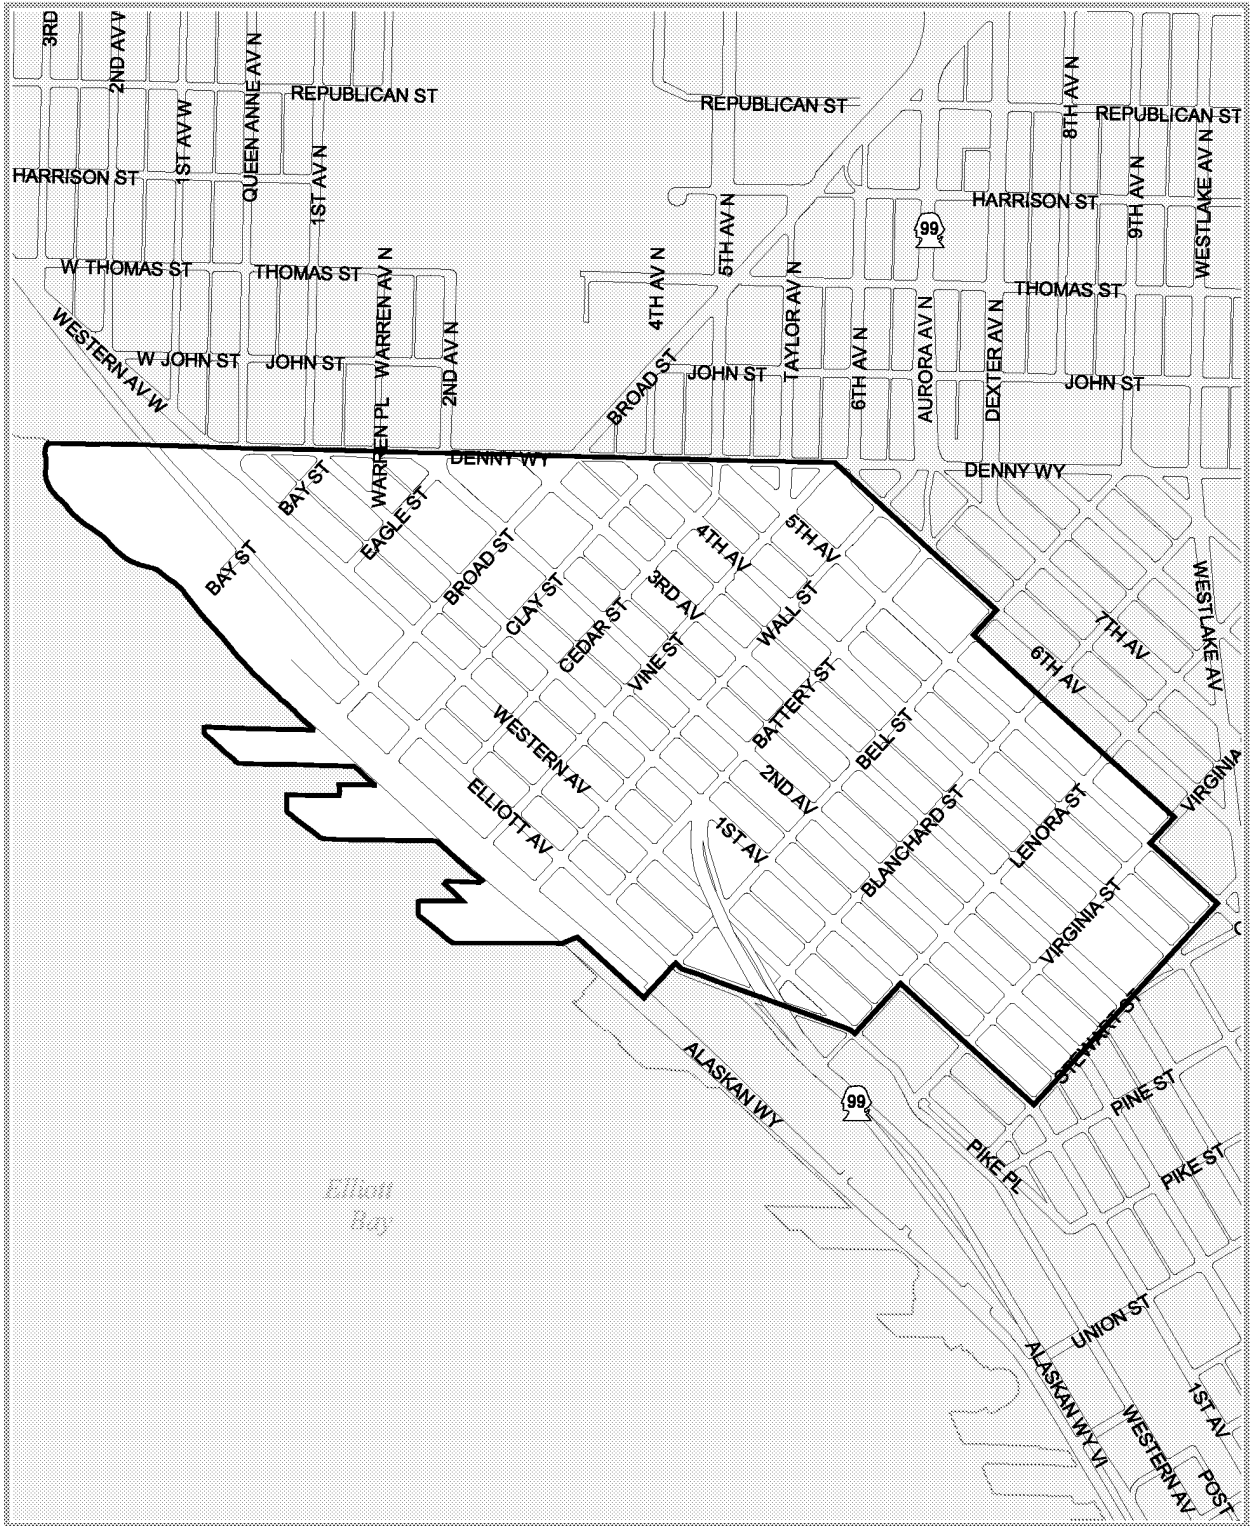 3RD
2ND AV W
1ST AV W
QUEEN ANNE AV N
REPUBLICAN ST
REPUBLICAN ST
8TH AV N
REPUBLICAN ST
HARRISON ST
1ST AV N
5TH AV N
HARRISON ST
9TH AV N
WESTLAKE AV N
99
W THOMAS ST
THOMAS ST
WARREN AV N
4TH AV N
TAYLOR AV N
THOMAS ST
WESTERN AV W
W JOHN ST
JOHN ST
2ND AV N
BROAD ST
JOHN ST
6TH AV N
AURORA AV N
DEXTER AV N
JOHN ST
WARREN PL
DENNY WY
DENNY WY
BAY ST
EAGLE ST
BAY ST
BROAD ST
CLAY ST
CEDAR ST
VINE ST
4TH AV
5TH AV
3RD AV
WALL ST
WESTLAKE AV
7TH AV
6TH AV
BATTERY ST
BELL ST
WESTERN AV
ELLIOTT AV
2ND AV
1ST AV
BLANCHARD ST
LENORA ST
VIRGINIA
VIRGINIA ST
STEWART ST
ALASKAN WY
99
PINE ST
PIKE PL
PIKE ST
Elliott
Bay
UNION ST
ALASKAN WY VI
WESTERN AV
1ST AV
POST